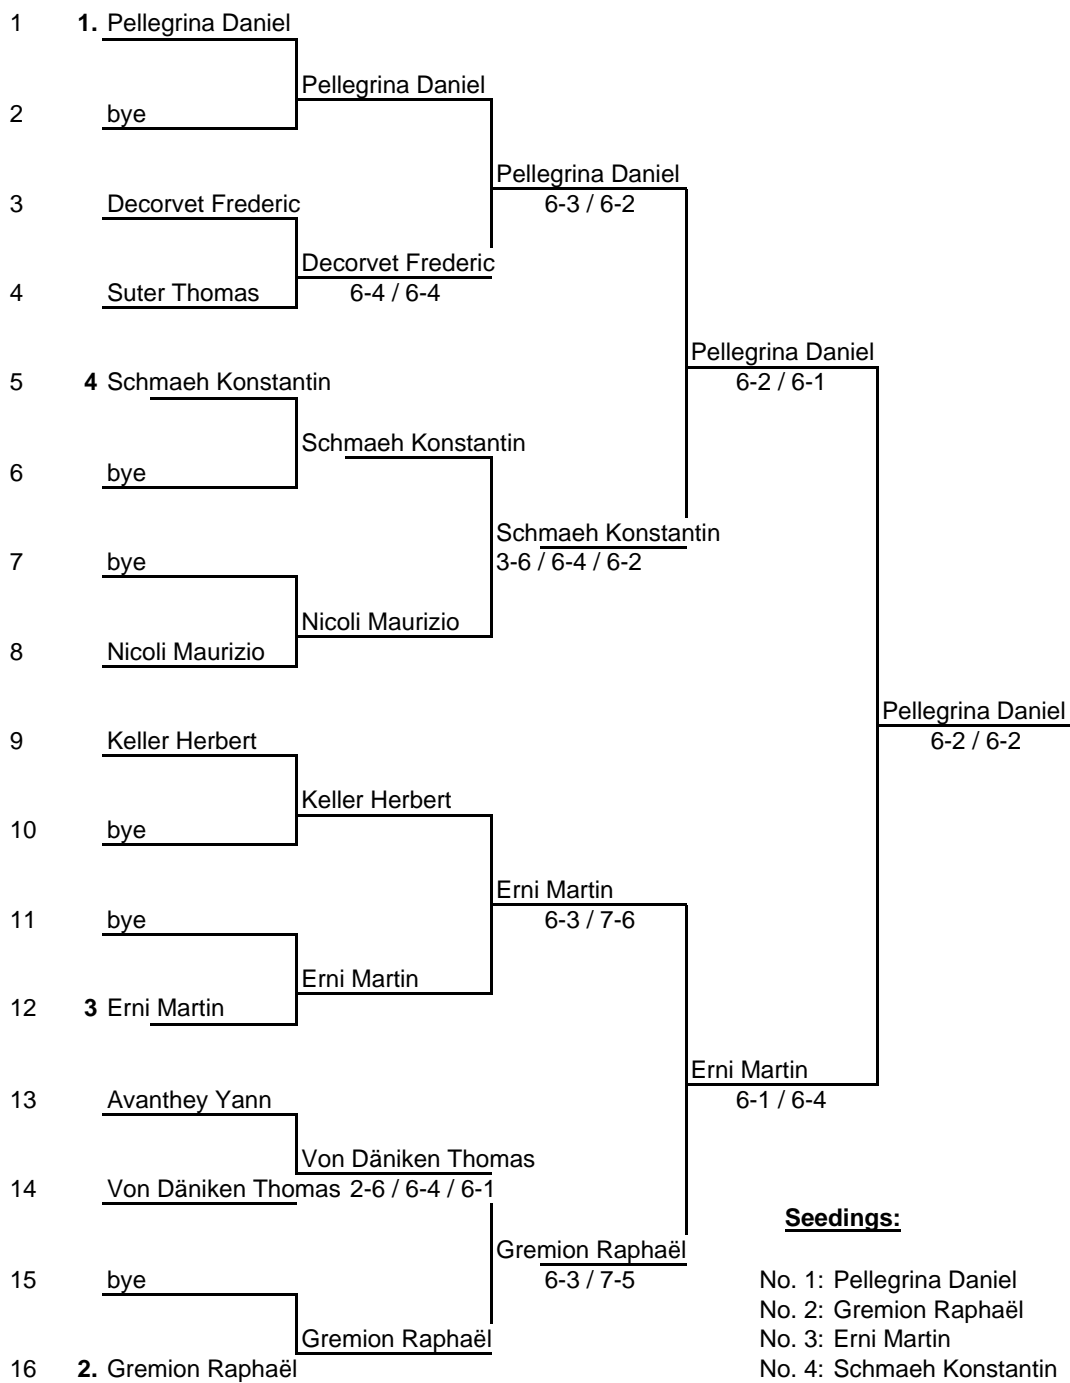 1 1. Pellegrina Daniel
Pellegrina Daniel
2 bye
Pellegrina Daniel
3 Decorvet Frederic 6-3 / 6-2
Decorvet Frederic
4 Suter Thomas 6-4 / 6-4
Pellegrina Daniel
5 4 Schmaeh Konstantin 6-2 / 6-1
Schmaeh Konstantin
6 bye
Schmaeh Konstantin
7 bye 3-6 / 6-4 / 6-2
Nicoli Maurizio
8 Nicoli Maurizio
Pellegrina Daniel
9 Keller Herbert 6-2 / 6-2
Keller Herbert
10 bye
Erni Martin
11 bye 6-3 / 7-6
Erni Martin
12 3 Erni Martin
Erni Martin
13 Avanthey Yann 6-1 / 6-4
Von Däniken Thomas
14 Von Däniken Thomas 2-6 / 6-4 / 6-1
Seedings:
Gremion Raphaël
15 bye 6-3 / 7-5 No. 1: Pellegrina Daniel
No. 2: Gremion Raphaël
Gremion Raphaël No. 3: Erni Martin
16 2. Gremion Raphaël No. 4: Schmaeh Konstantin